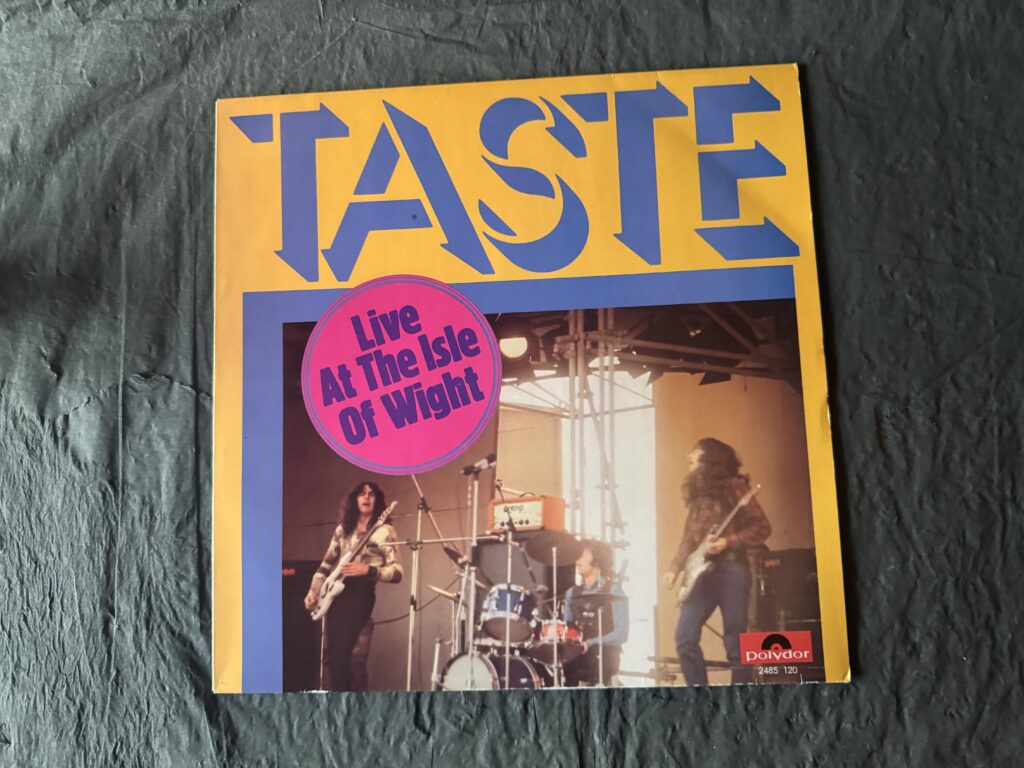 TASTE
Live
At The Isle
Of Wight
polydor
2485 120